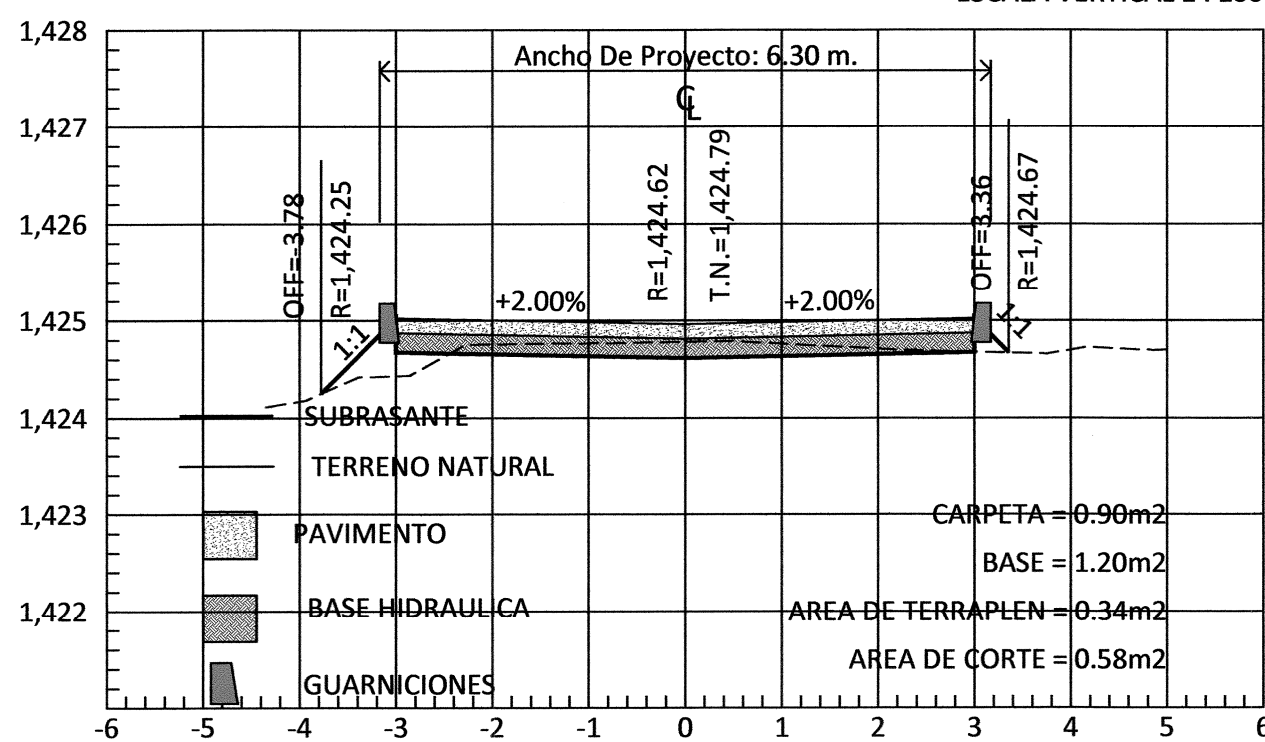 1,428
Ancho De Proyecto: 6.30 m.
CL
1,427
1,426
1,425
1,424
1,423
1,422
OFF=-3.78
R=1,424.25
R=1,424.62
T.N.=1,424.79
OFF=3.36
R=1,424.67
+2.00%
+2.00%
1:1
1:1
SUBRASANTE
TERRENO NATURAL
PAVIMENTO
BASE HIDRAULICA
GUARNICIONES
CARPETA = 0.90m2
BASE = 1.20m2
AREA DE TERRAPLEN = 0.34m2
AREA DE CORTE = 0.58m2
-6 -5 -4 -3 -2 -1 0 1 2 3 4 5 6